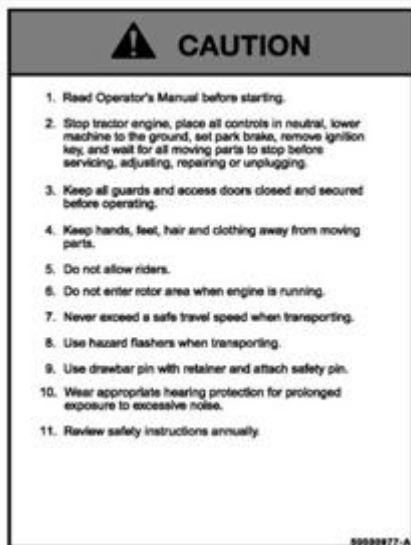 CAUTION
1. Read Operator's Manual before starting.
2. Stop tractor engine, place all controls in neutral, lower
machine to the ground, set park brake, remove ignition
key, and wait for all moving parts to stop before
servicing, adjusting, repairing or unplugging.
3. Keep all guards and access doors closed and secured
before operating.
4. Keep hands, feet, hair and clothing away from moving
parts.
5. Do not allow riders.
6. Do not enter rotor area when engine is running.
7. Never exceed a safe travel speed when transporting.
8. Use hazard flashers when transporting.
9. Use drawbar pin with retainer and attach safety pin.
10. Wear appropriate hearing protection for prolonged
exposure to excessive noise.
11. Review safety instructions annually.